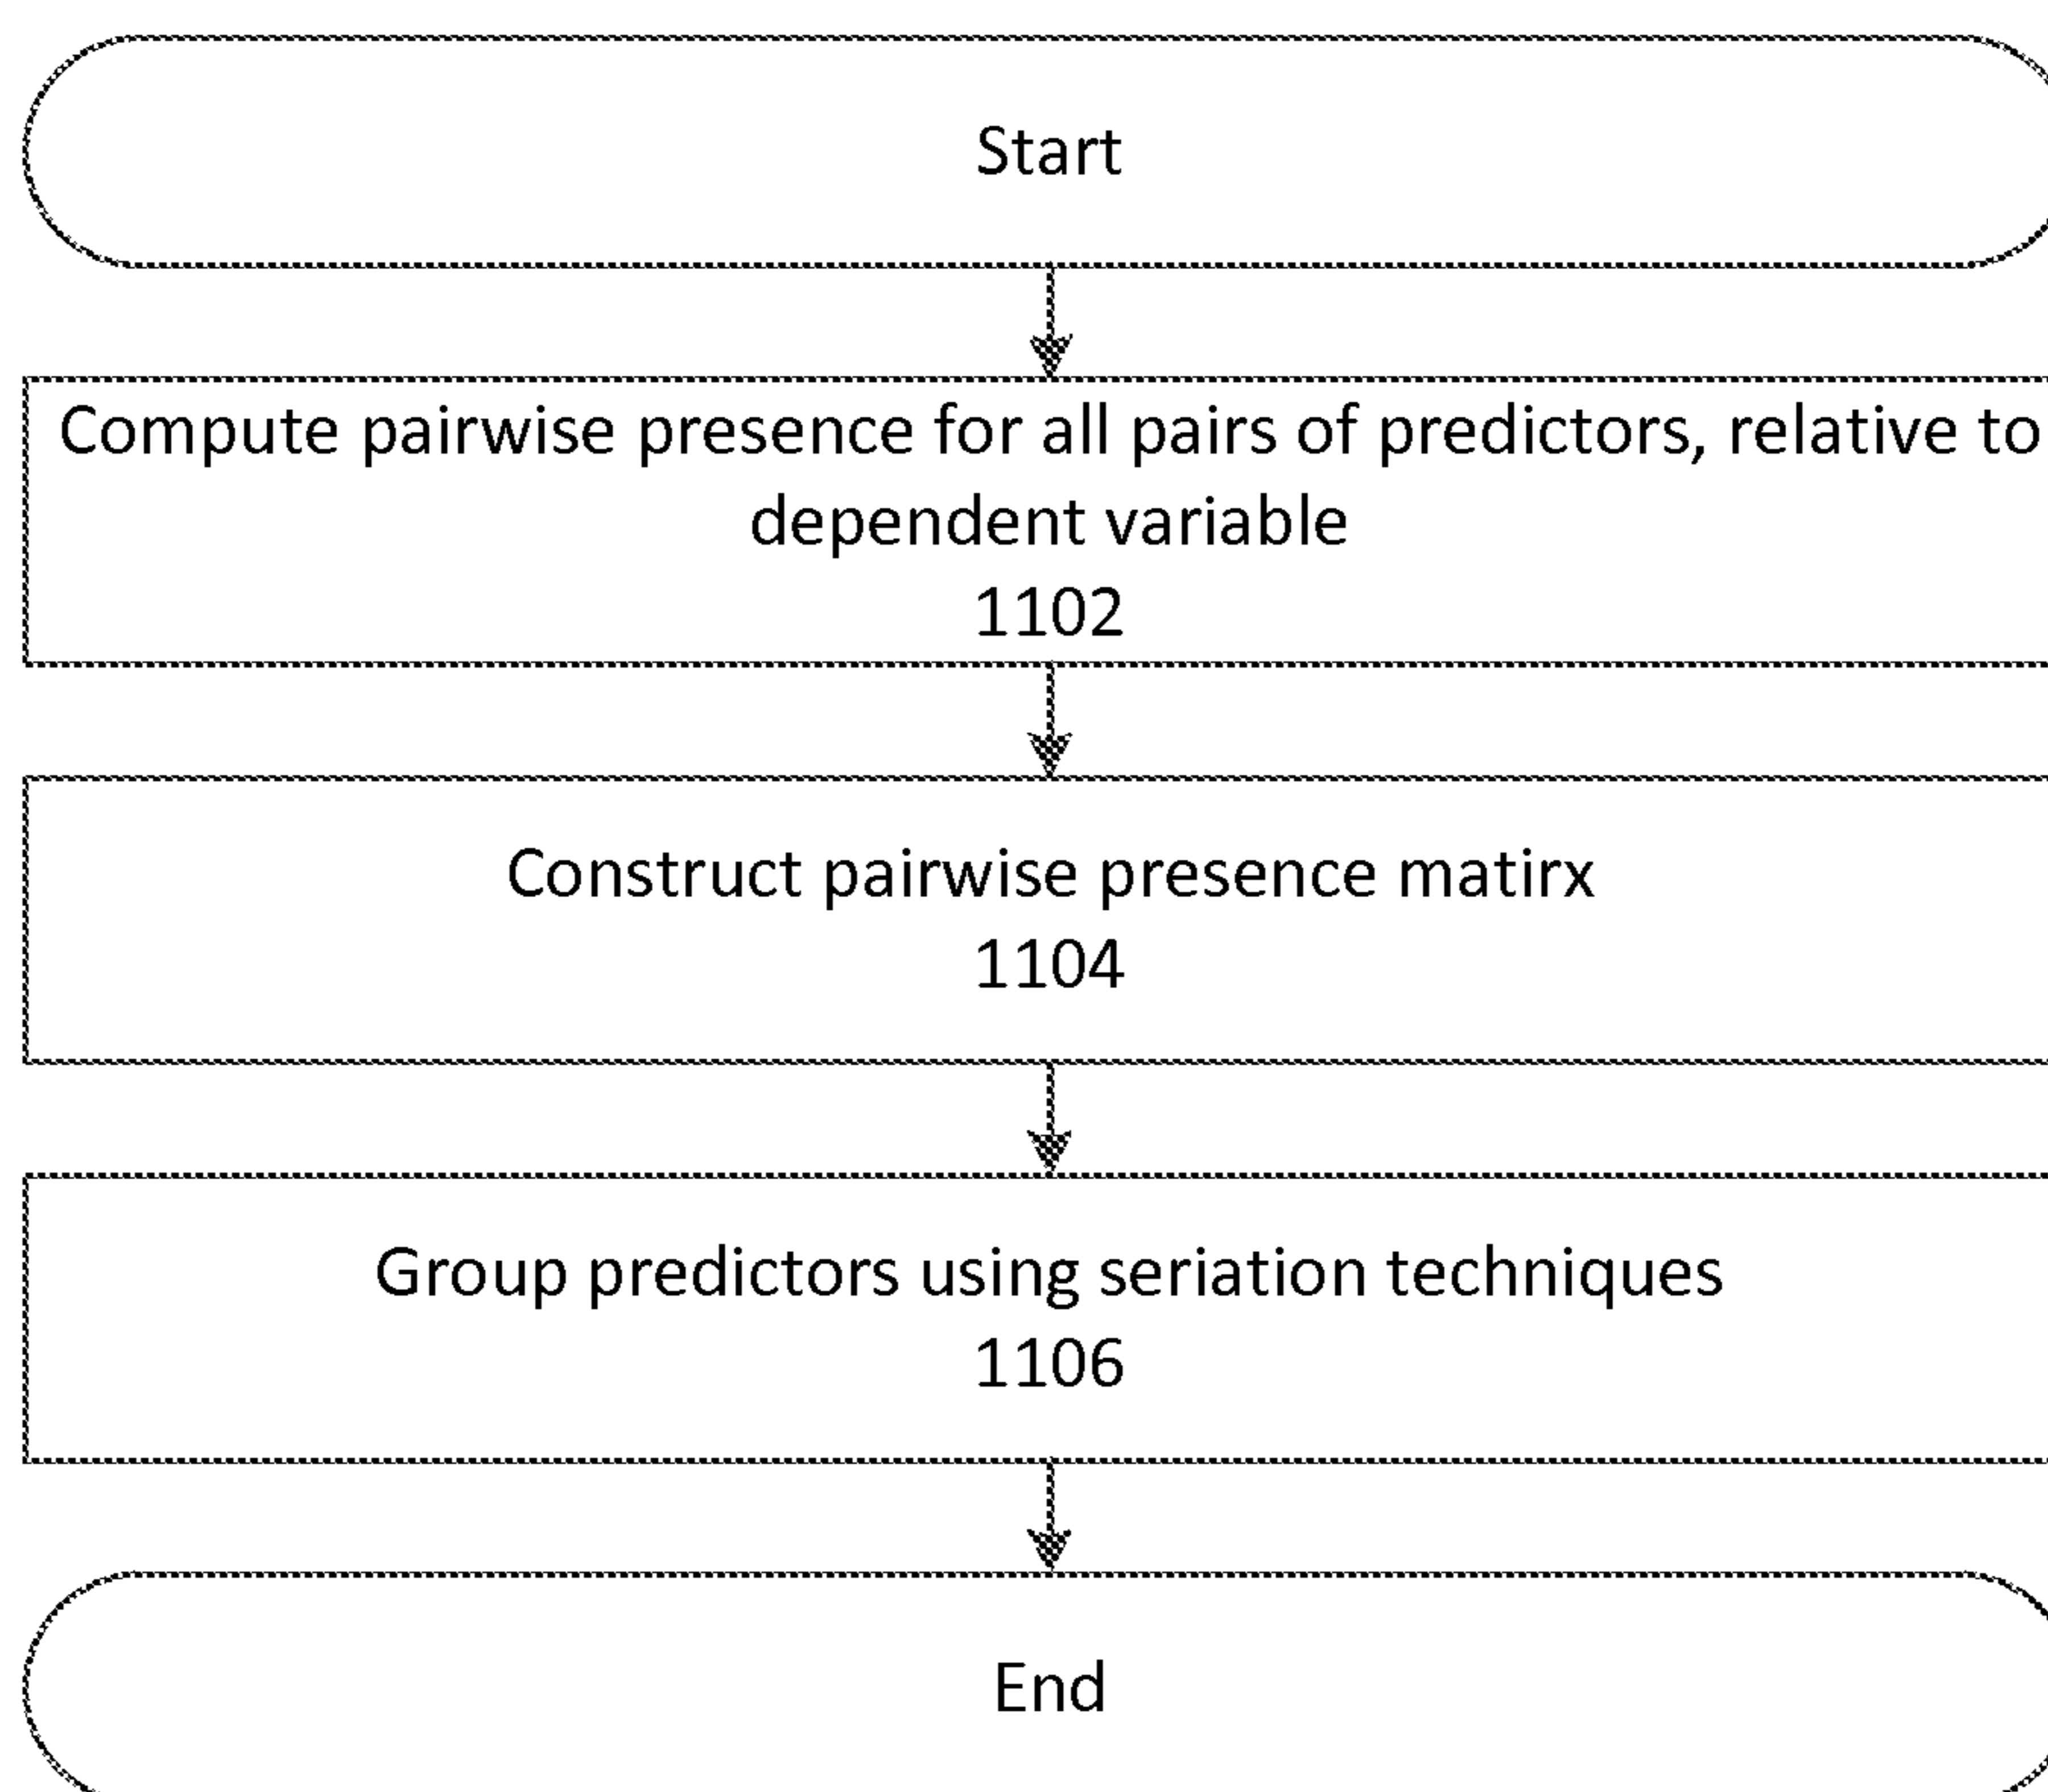 Start
Compute pairwise presence for all pairs of predictors, relative to
dependent variable
1102
Construct pairwise presence matirx
1104
Group predictors using seriation techniques
1106
End